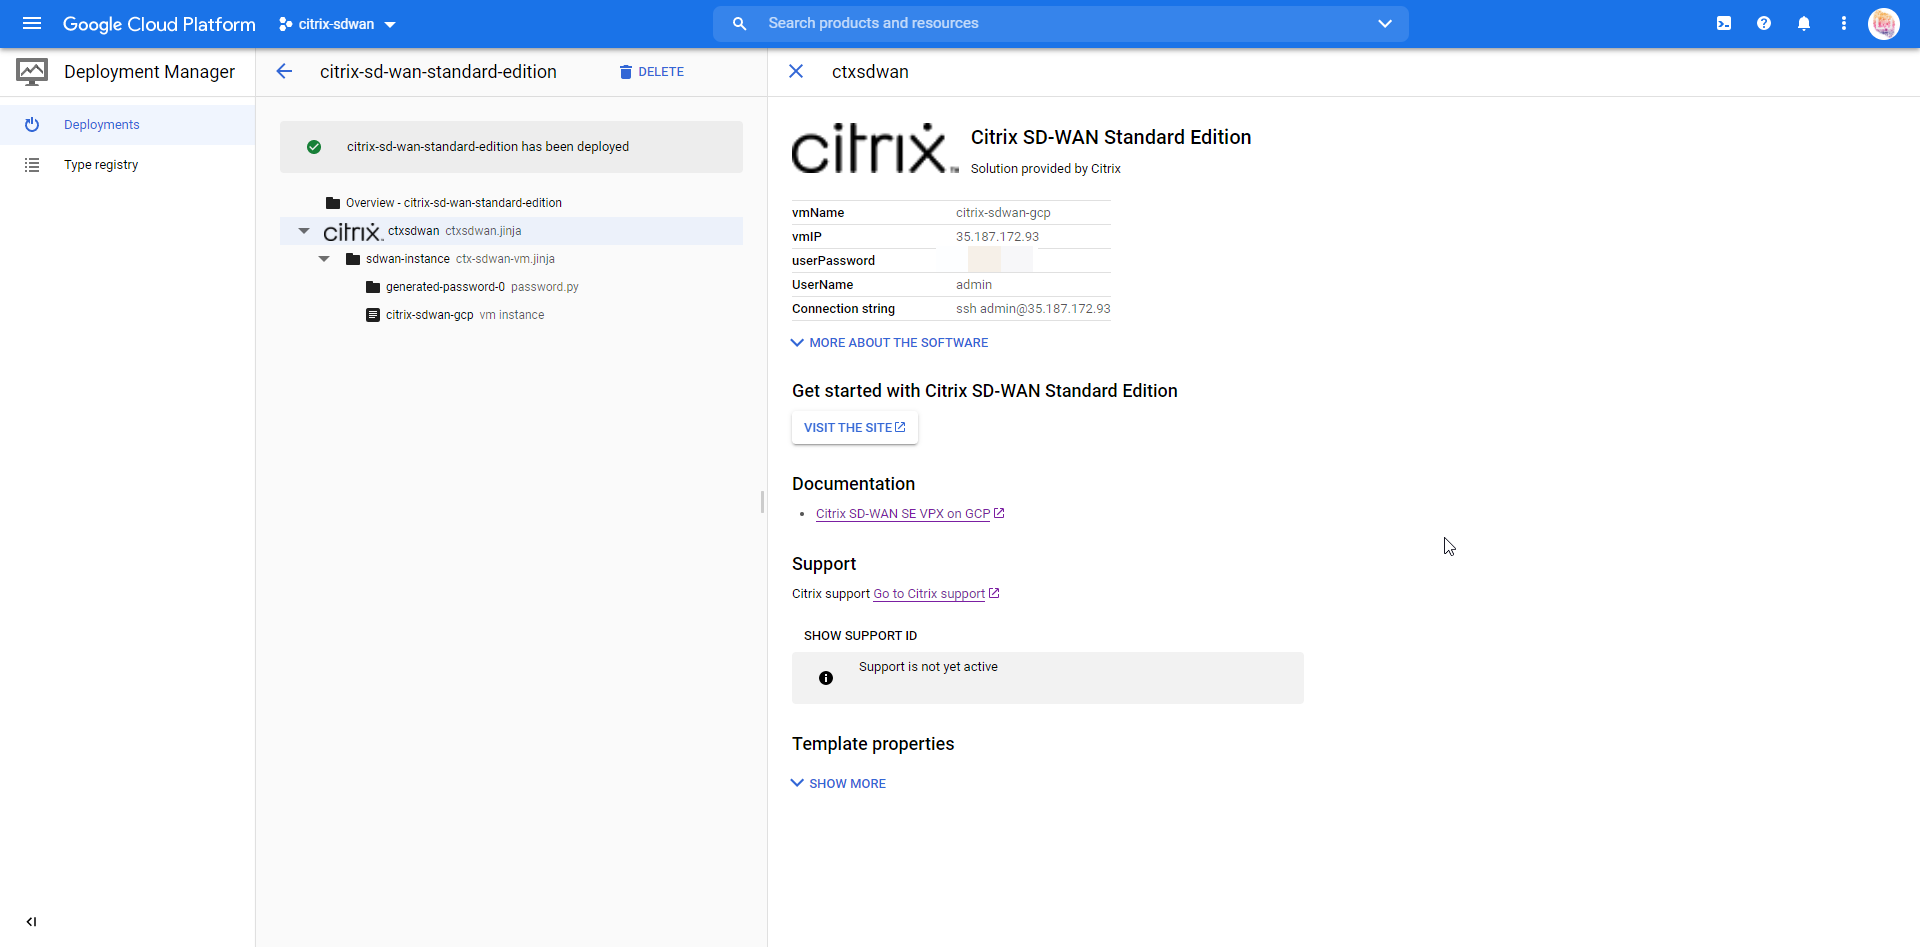 Google Cloud Platform
citrix-sdwan
Search products and resources
Deployment Manager
Deployments
Type registry
citrix-sd-wan-standard-edition
DELETE
citrix-sd-wan-standard-edition has been deployed
Overview - citrix-sd-wan-standard-edition
citrix ctxsdwan ctxsdwan.jinja
sdwan-instance ctx-sdwan-vm.jinja
generated-password-0 password.py
citrix-sdwan-gcp vm instance
ctxsdwan
citrix
Citrix SD-WAN Standard Edition
Solution provided by Citrix
vmName citrix-sdwan-gcp
vmIP 35.187.172.93
userPassword
UserName admin
Connection string ssh admin@35.187.172.93
MORE ABOUT THE SOFTWARE
Get started with Citrix SD-WAN Standard Edition
VISIT THE SITE
Documentation
• Citrix SD-WAN SE VPX on GCP
Support
Citrix support Go to Citrix support
SHOW SUPPORT ID
Support is not yet active
Template properties
SHOW MORE